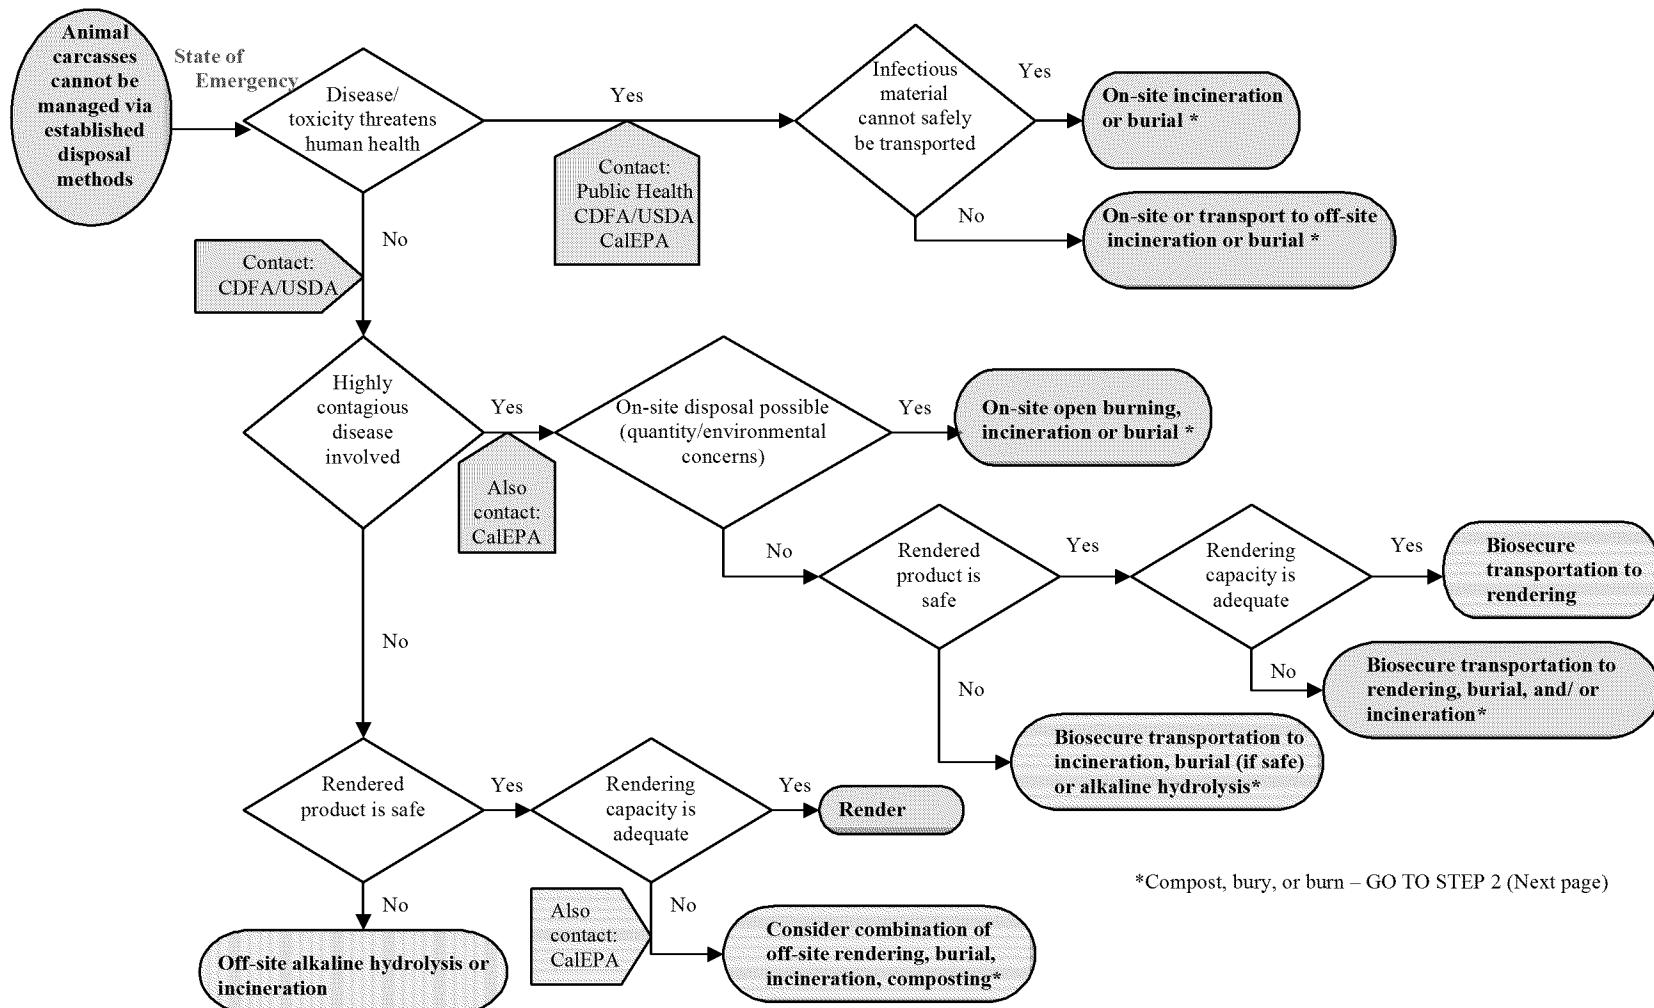 Animal
carcasses
cannot be
managed via
established
disposal
methods
State of
Emergency
Disease/
toxicity threatens
human health
Yes
Contact:
Public Health
CDFA/USDA
CalEPA
Infectious
material
cannot safely
be transported
Yes
On-site incineration
or burial *
No
On-site or transport to off-site
incineration or burial *
No
Contact:
CDFA/USDA
Highly
contagious
disease
involved
Yes
Also
contact:
CalEPA
On-site disposal possible
(quantity/environmental
concerns)
Yes
On-site open burning,
incineration or burial *
No
Rendered
product is
safe
Yes
Rendering
capacity is
adequate
Yes
Biosecure
transportation to
rendering
No
Biosecure transportation to
rendering, burial, and/ or
incineration*
No
Biosecure transportation to
incineration, burial (if safe)
or alkaline hydrolysis*
No
Rendered
product is safe
Yes
Rendering
capacity is
adequate
Yes
Render
No
Off-site alkaline hydrolysis or
incineration
Also
contact:
CalEPA
No
Consider combination of
off-site rendering, burial,
incineration, composting*
*Compost, bury, or burn – GO TO STEP 2 (Next page)